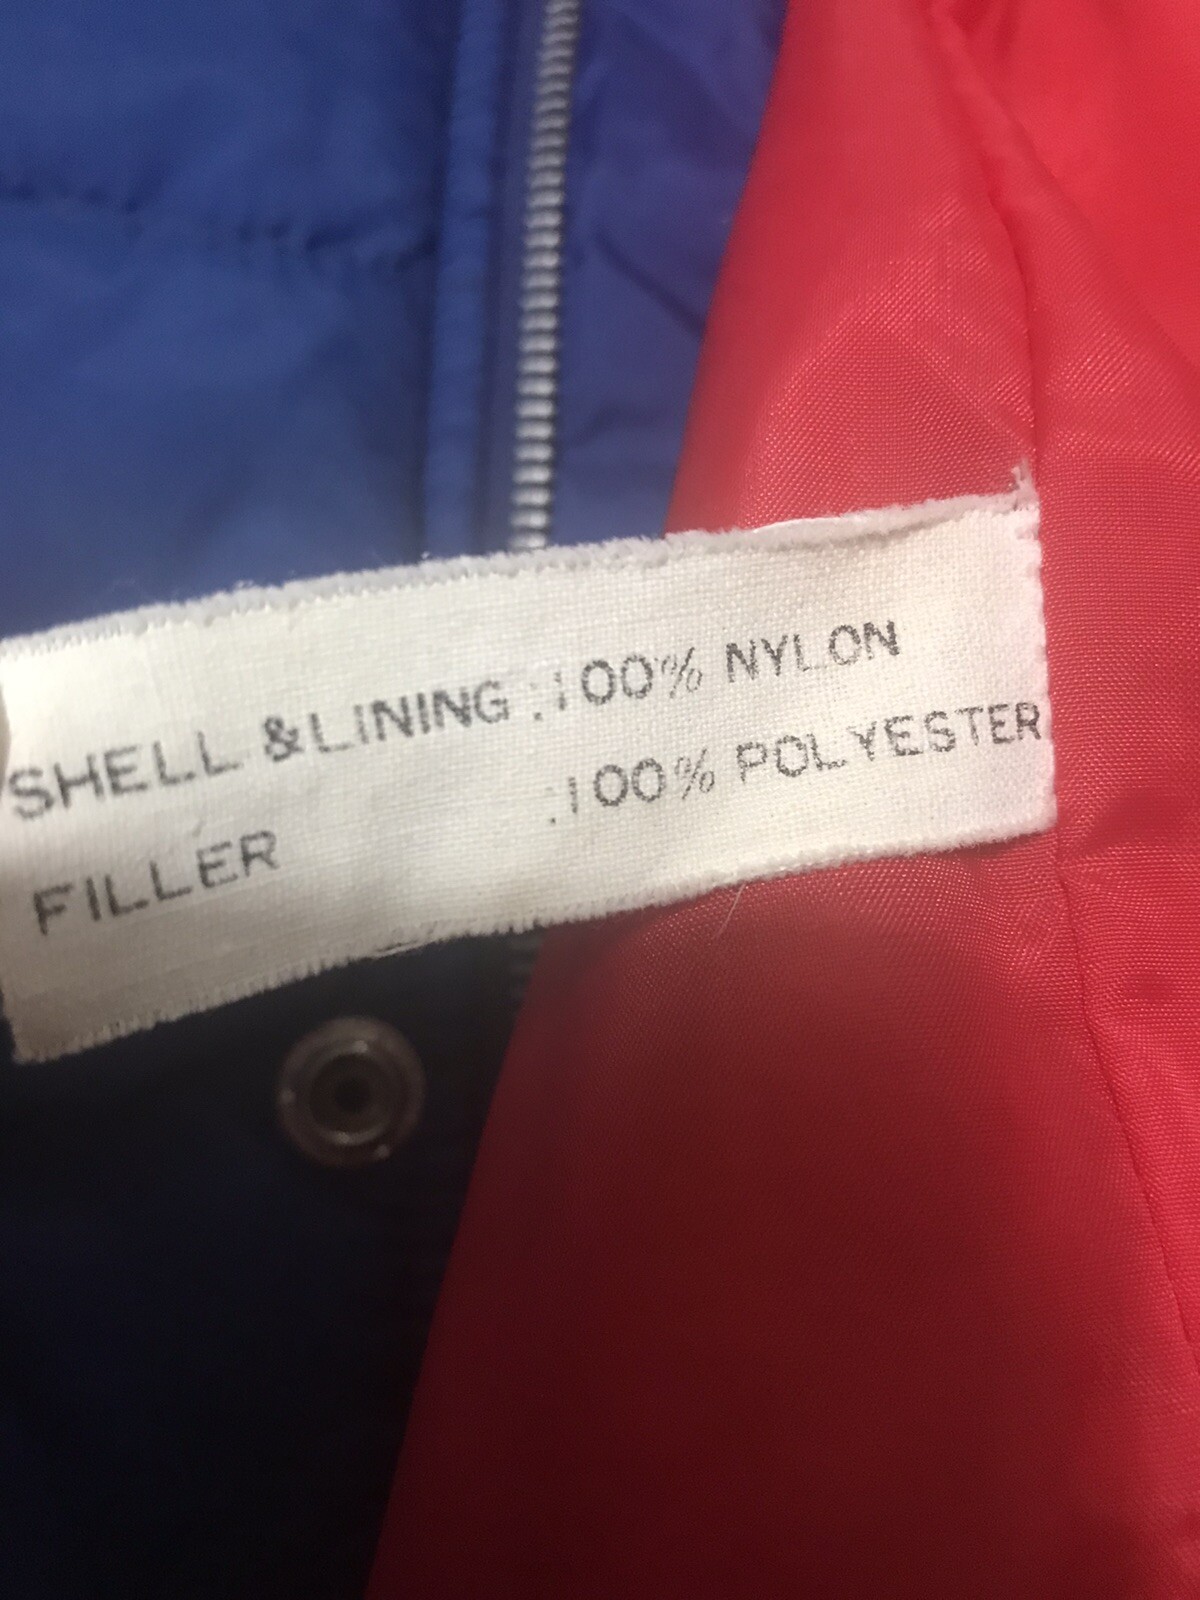 SHELL & LINING : 100% NYLON
FILLER : 100% POLYESTER